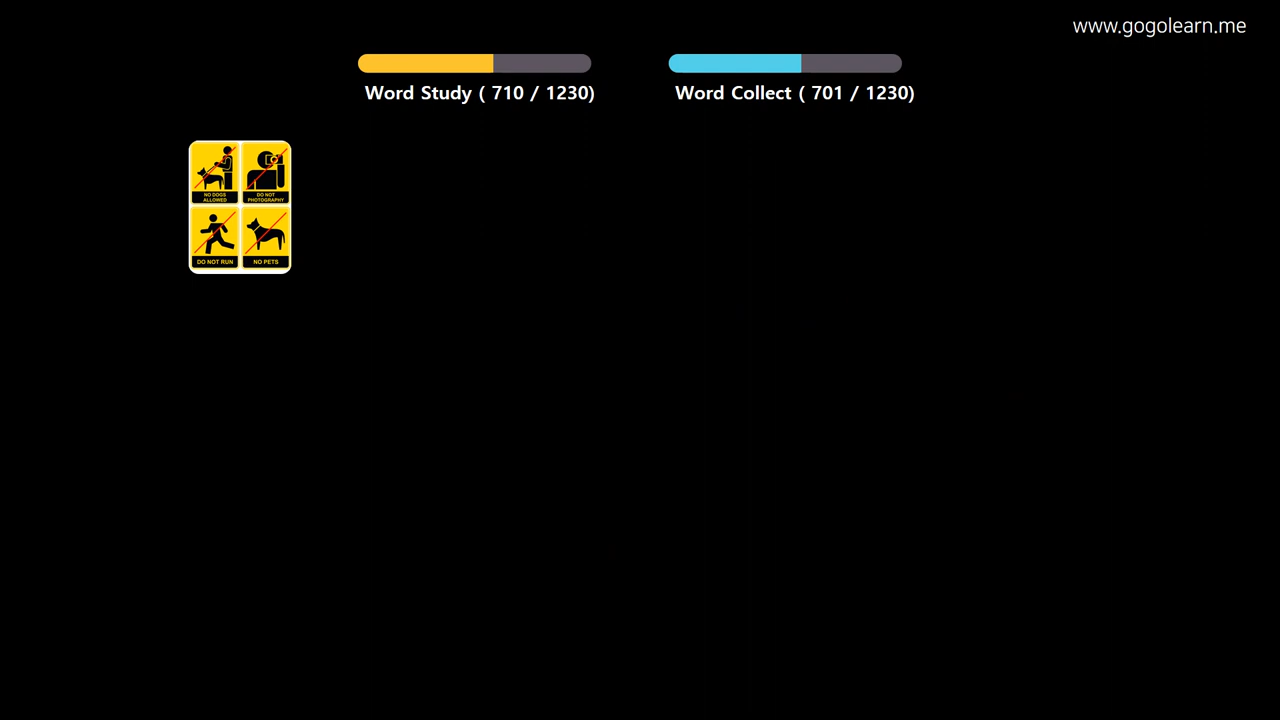 www.gogolearn.me
Word Study ( 710 / 1230)
Word Collect ( 701 / 1230)
NO DOGS
ALLOWED
DO NOT
PHOTOGRAPHY
DO NOT RUN
NO PETS